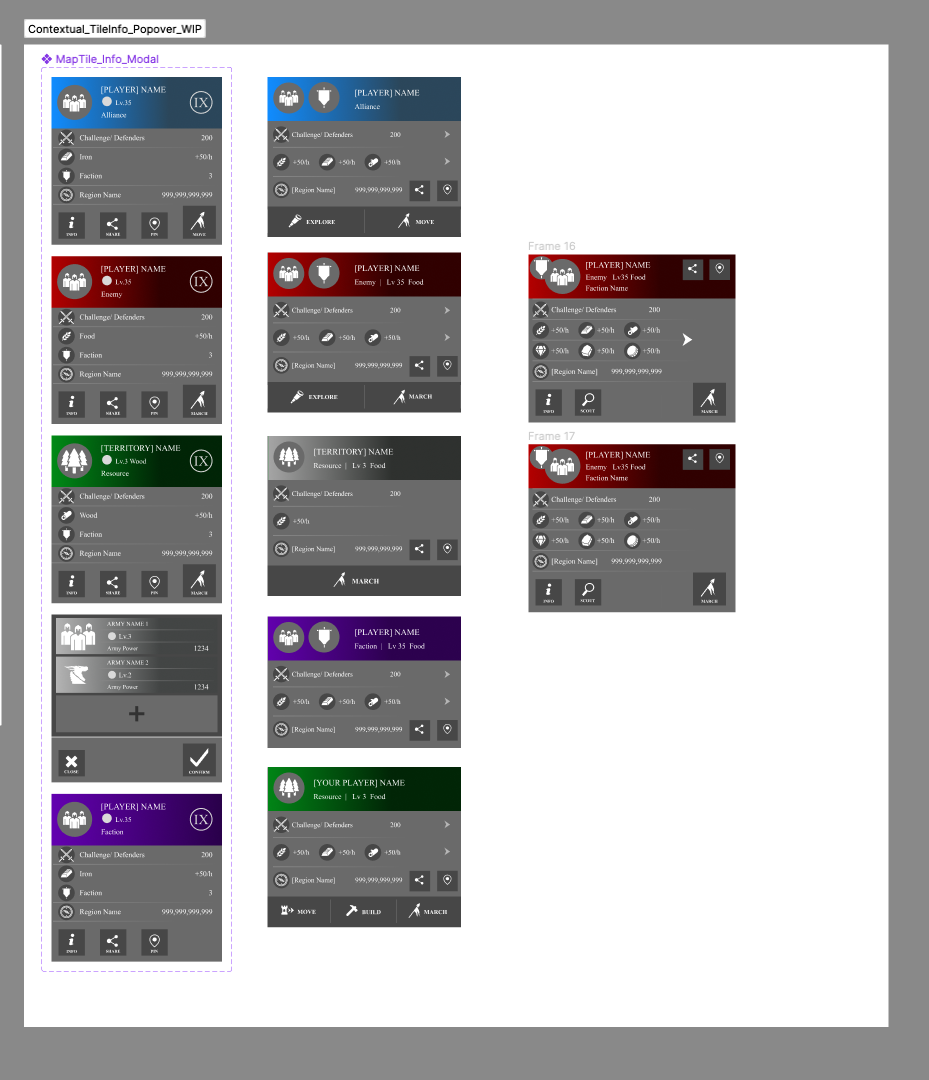 Contextual_TileInfo_Popover_WIP
MapTile_Info_Modal
[PLAYER] NAME
Lv.35
Alliance
IX
Challenge/ Defenders 200
Iron +50/h
Faction 3
Region Name 999,999,999,999
INFO SHARE PIN MOVE
[PLAYER] NAME
Lv.35
Enemy
IX
Challenge/ Defenders 200
Food +50/h
Faction 3
Region Name 999,999,999,999
INFO SHARE PIN MARCH
[TERRITORY] NAME
Lv.3 Wood
Resource
IX
Challenge/ Defenders 200
Wood +50/h
Faction 3
Region Name 999,999,999,999
INFO SHARE PIN MARCH
ARMY NAME 1
Lv.3
Army Power 1234
ARMY NAME 2
Lv.2
Army Power 1234
CLOSE CONFIRM
[PLAYER] NAME
Lv.35
Faction
IX
Challenge/ Defenders 200
Iron +50/h
Faction 3
Region Name 999,999,999,999
INFO SHARE PIN
[PLAYER] NAME
Alliance
Challenge/ Defenders 200
+50/h +50/h +50/h
[Region Name] 999,999,999,999
EXPLORE MOVE
[PLAYER] NAME
Enemy | Lv 35 Food
Challenge/ Defenders 200
+50/h +50/h +50/h
[Region Name] 999,999,999,999
EXPLORE MARCH
[TERRITORY] NAME
Resource | Lv 3 Food
Challenge/ Defenders 200
+50/h
[Region Name] 999,999,999,999
MARCH
[PLAYER] NAME
Faction | Lv 35 Food
Challenge/ Defenders 200
+50/h +50/h +50/h
[Region Name] 999,999,999,999
[YOUR PLAYER] NAME
Resource | Lv 3 Food
Challenge/ Defenders 200
+50/h +50/h +50/h
[Region Name] 999,999,999,999
MOVE BUILD MARCH
Frame 16
[PLAYER] NAME
Enemy Lv35 Food
Faction Name
Challenge/ Defenders 200
+50/h +50/h +50/h
+50/h +50/h +50/h
[Region Name] 999,999,999,999
INFO SCOUT MARCH
Frame 17
[PLAYER] NAME
Enemy Lv35 Food
Faction Name
Challenge/ Defenders 200
+50/h +50/h +50/h
+50/h +50/h +50/h
[Region Name] 999,999,999,999
INFO SCOUT MARCH